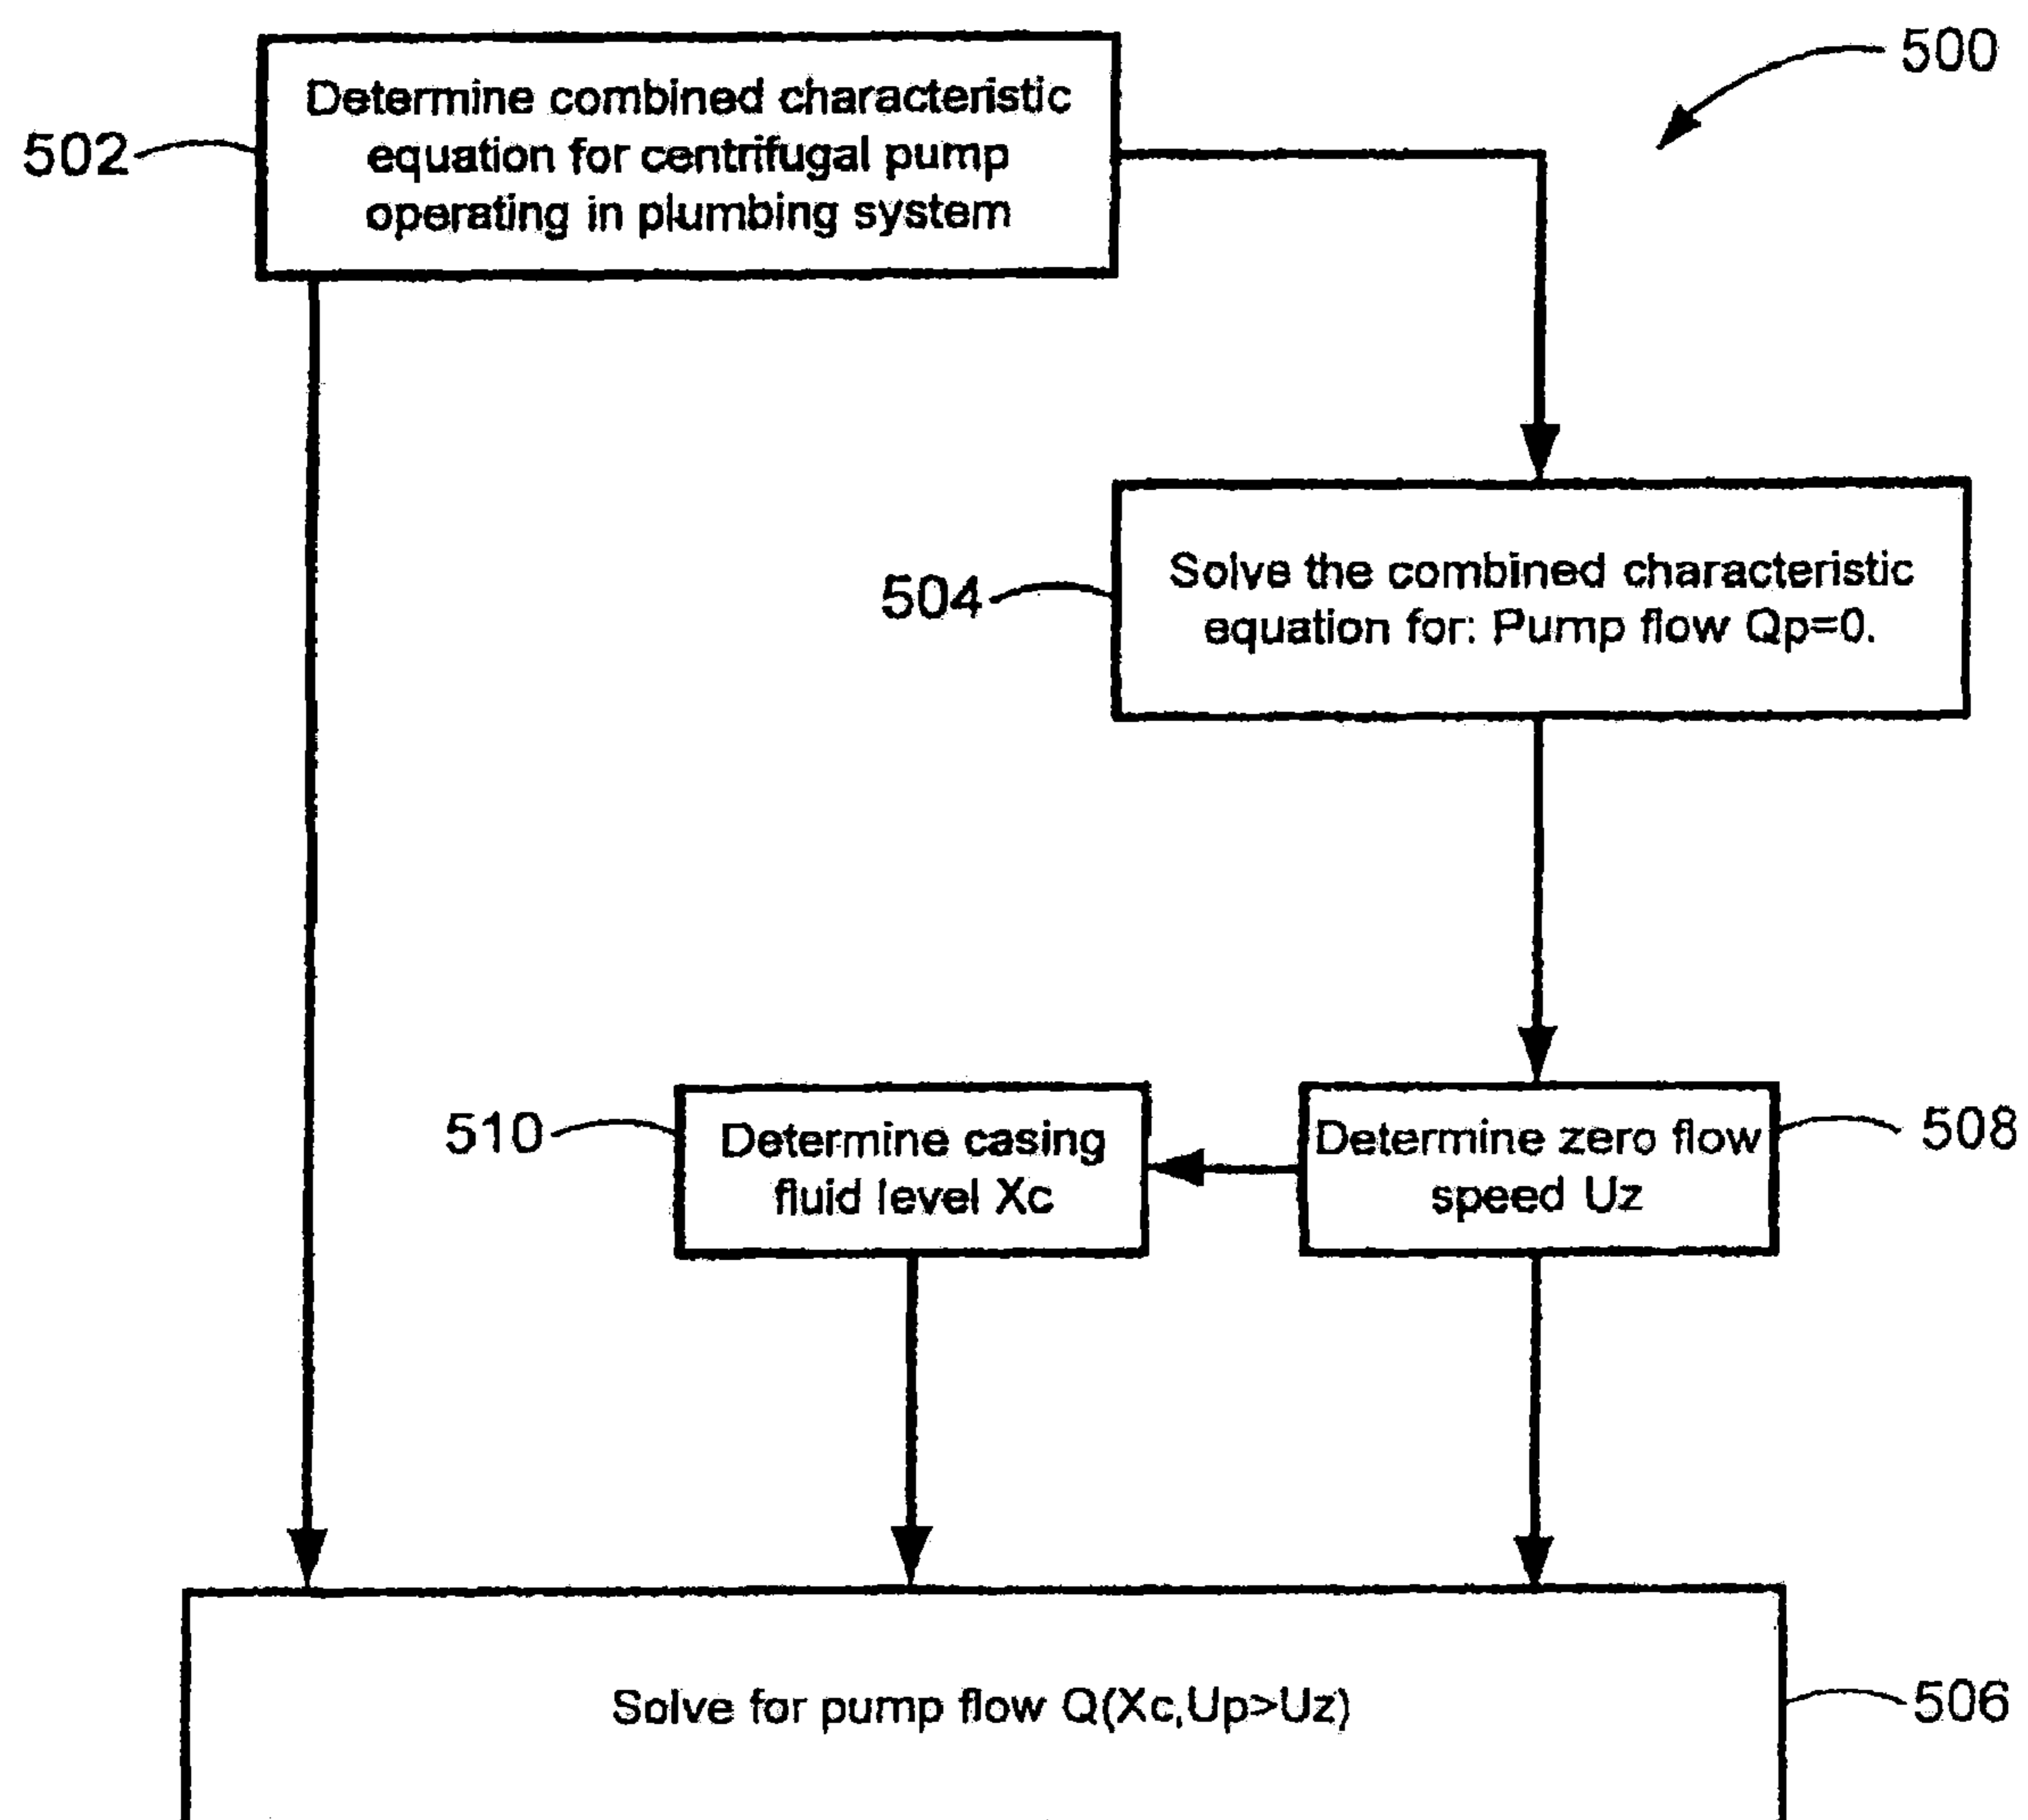 500
Determine combined characteristic
equation for centrifugal pump
operating in plumbing system
502
Solve the combined characteristic
equation for: Pump flow Qp=0.
504
510
Determine casing
fluid level Xc
Determine zero flow
speed Uz
508
Solve for pump flow Q(Xc,Up>Uz)
506